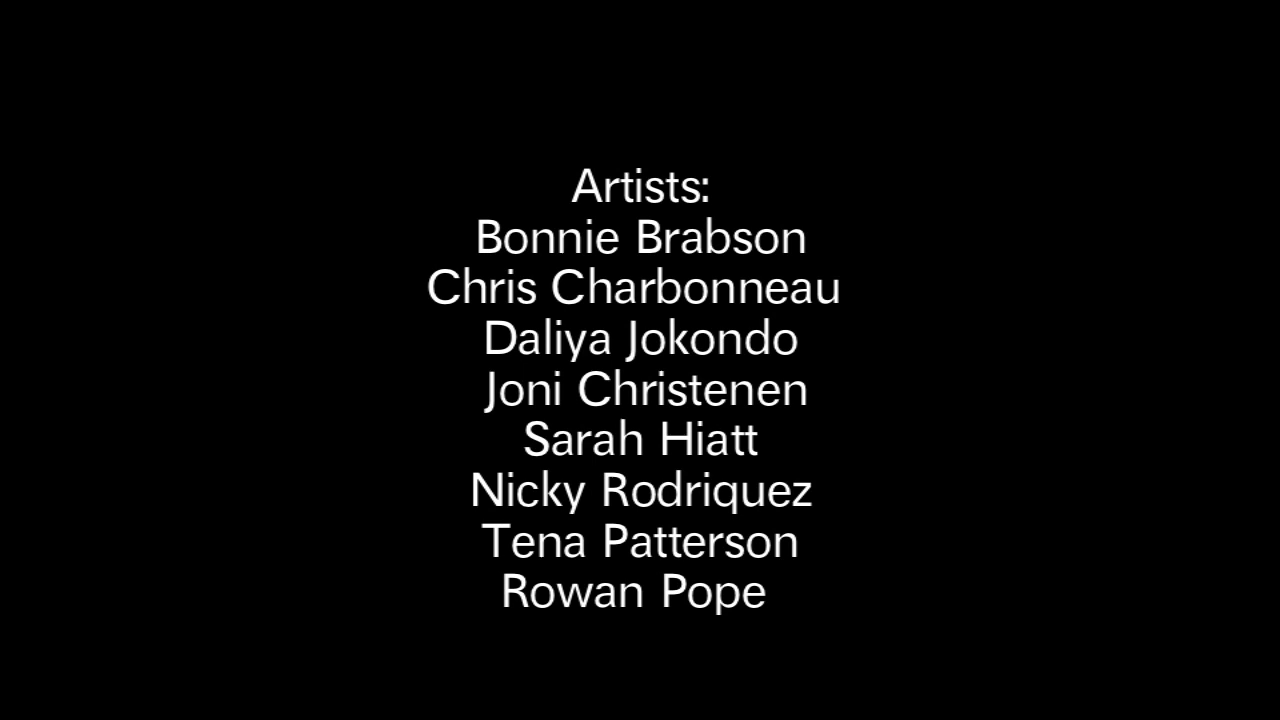 Artists:
Bonnie Brabson
Chris Charbonneau
Daliya Jokondo
Joni Christenen
Sarah Hiatt
Nicky Rodriquez
Tena Patterson
Rowan Pope